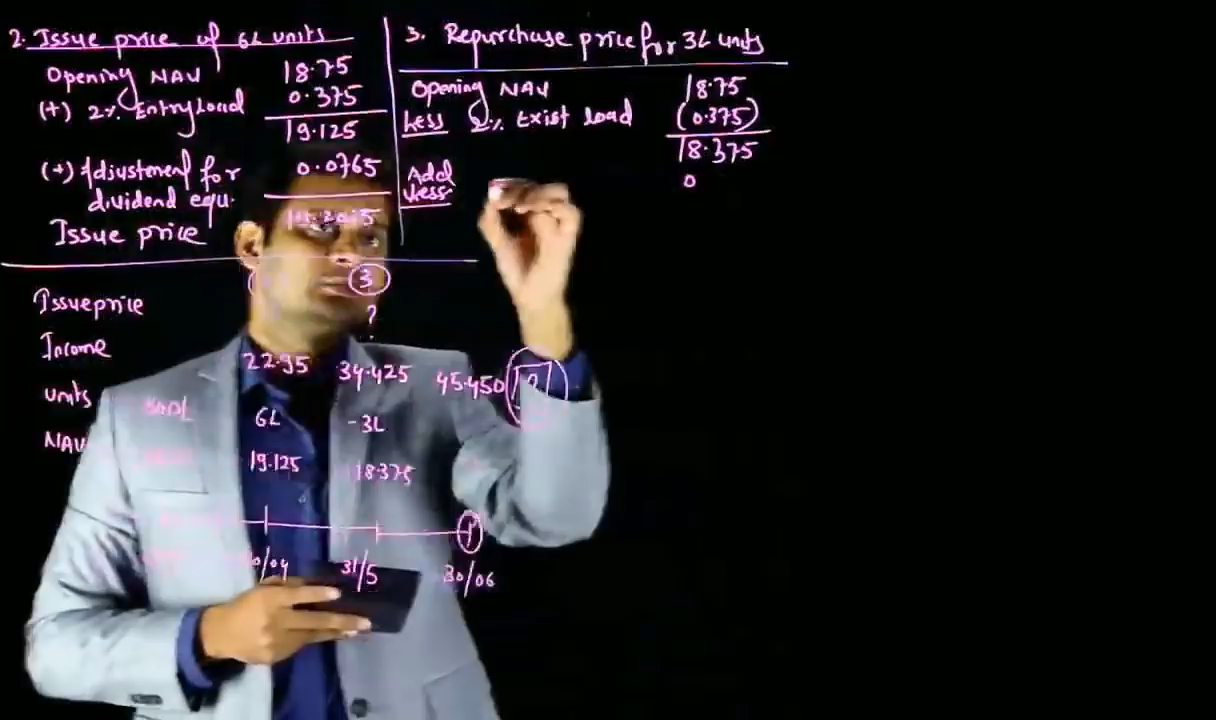 2. Issue price of 6L units
Opening NAV 18.75
(+) 2% Entry Load 0.375
19.125
(+) Adjustment for dividend equ. 0.0765
Issue price
3. Repurchase price for 3L units
Opening NAV 18.75
Less 2% Exist load (0.375)
18.375
Add 0
Less
3
Issue price ?
Income 22.95 34.425 45.450
units 6L -3L
NAV 19.125 18.375
31/5 30/06